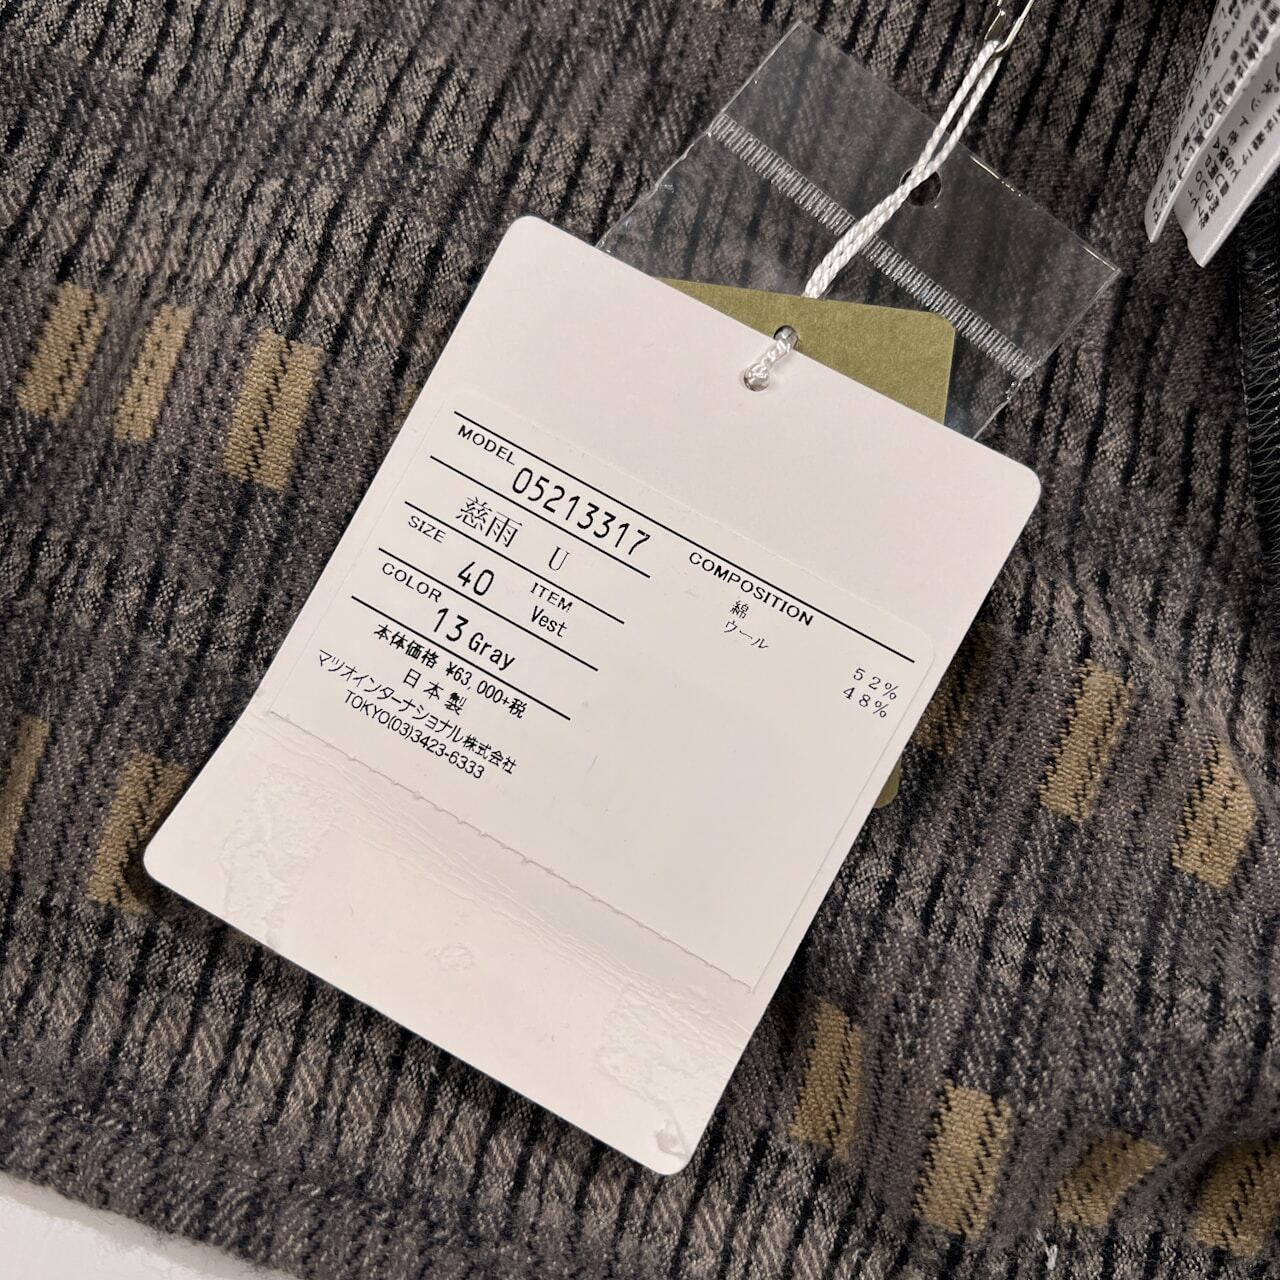 MODEL
05213317
慈雨 U
SIZE
40
ITEM
Vest
COLOR
13 Gray
本体価格 ¥63,000+税
日本製
マツオインターナショナル株式会社
TOKYO(03)3423-6333
COMPOSITION
綿 52%
ウール 48%